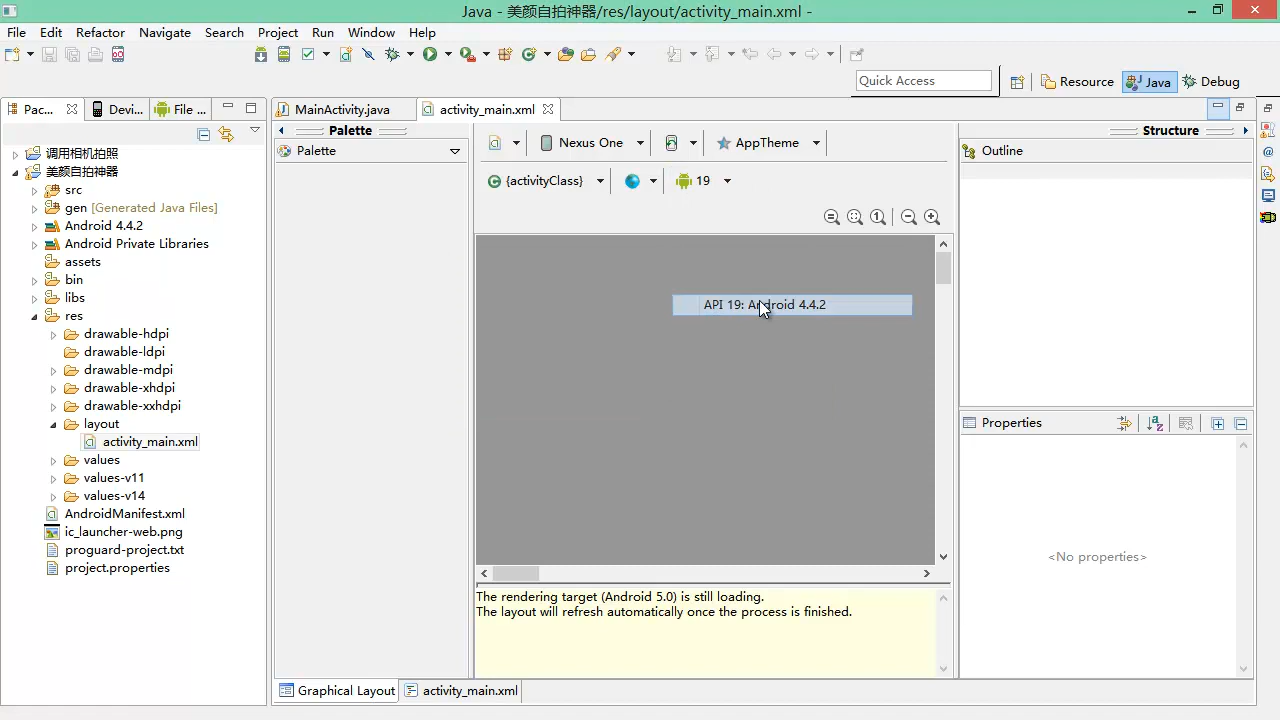 Java - 美颜自拍神器/res/layout/activity_main.xml -
File Edit Refactor Navigate Search Project Run Window Help
Quick Access
Resource
Java
Debug
Pac...
Devi...
File ...
调用相机拍照
美颜自拍神器
src
gen [Generated Java Files]
Android 4.4.2
Android Private Libraries
assets
bin
libs
res
drawable-hdpi
drawable-ldpi
drawable-mdpi
drawable-xhdpi
drawable-xxhdpi
layout
activity_main.xml
values
values-v11
values-v14
AndroidManifest.xml
ic_launcher-web.png
proguard-project.txt
project.properties
MainActivity.java
activity_main.xml
Palette
Palette
Nexus One
AppTheme
{activityClass}
19
API 19: Android 4.4.2
The rendering target (Android 5.0) is still loading.
The layout will refresh automatically once the process is finished.
Graphical Layout
activity_main.xml
Structure
Outline
Properties
<No properties>